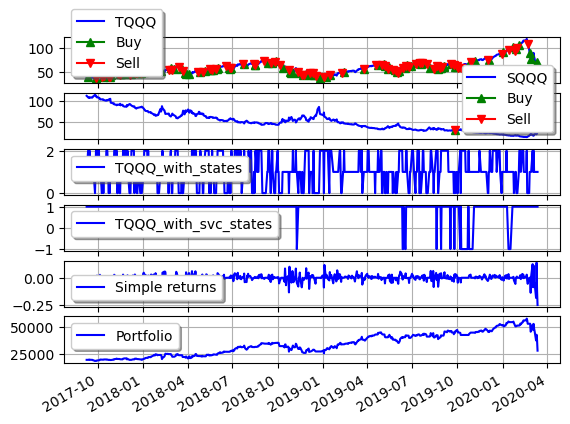 TQQQ
Buy
Sell
100
50
SQQQ
Buy
Sell
100
50
TQQQ_with_states
2
0
TQQQ_with_svc_states
1
0
−1
Simple returns
0.00
−0.25
Portfolio
50000
25000
2017-10 2018-01 2018-04 2018-07 2018-10 2019-01 2019-04 2019-07 2019-10 2020-01 2020-04